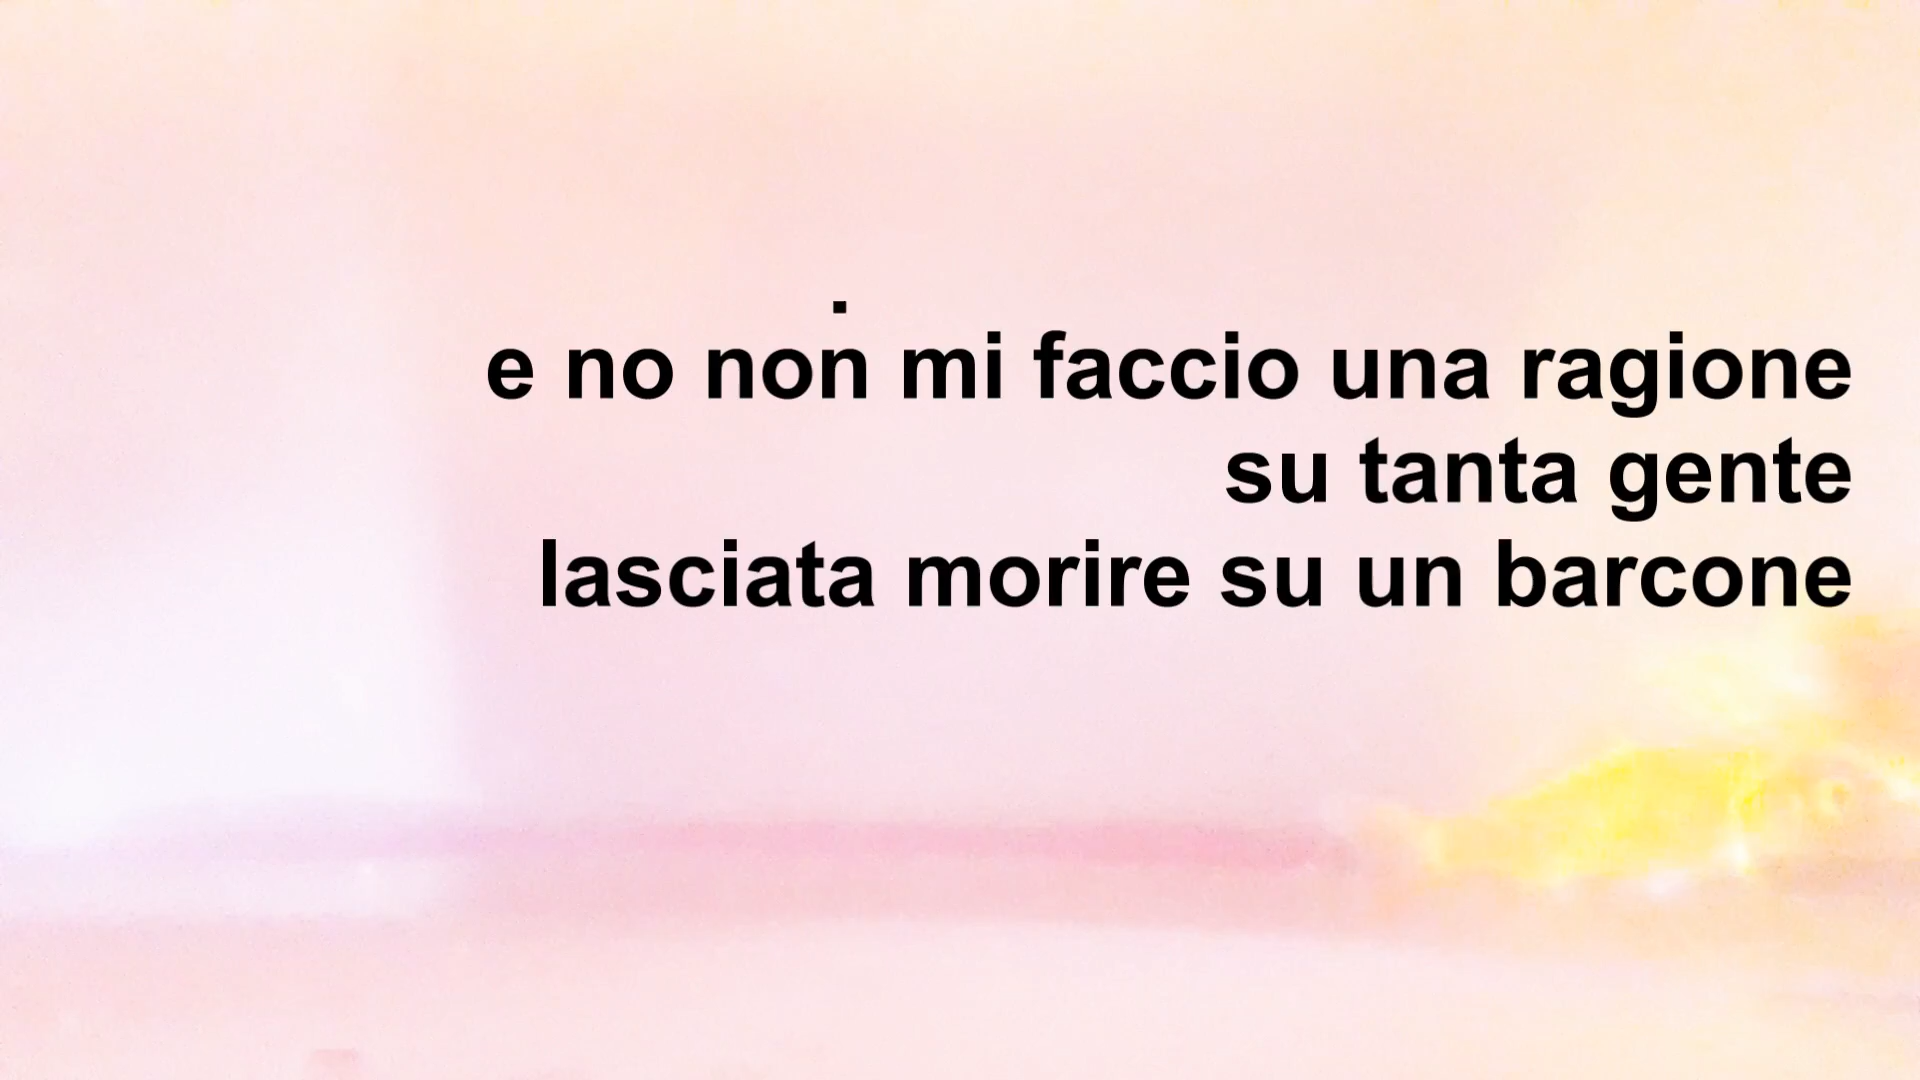 .
e no non mi faccio una ragione
su tanta gente
lasciata morire su un barcone